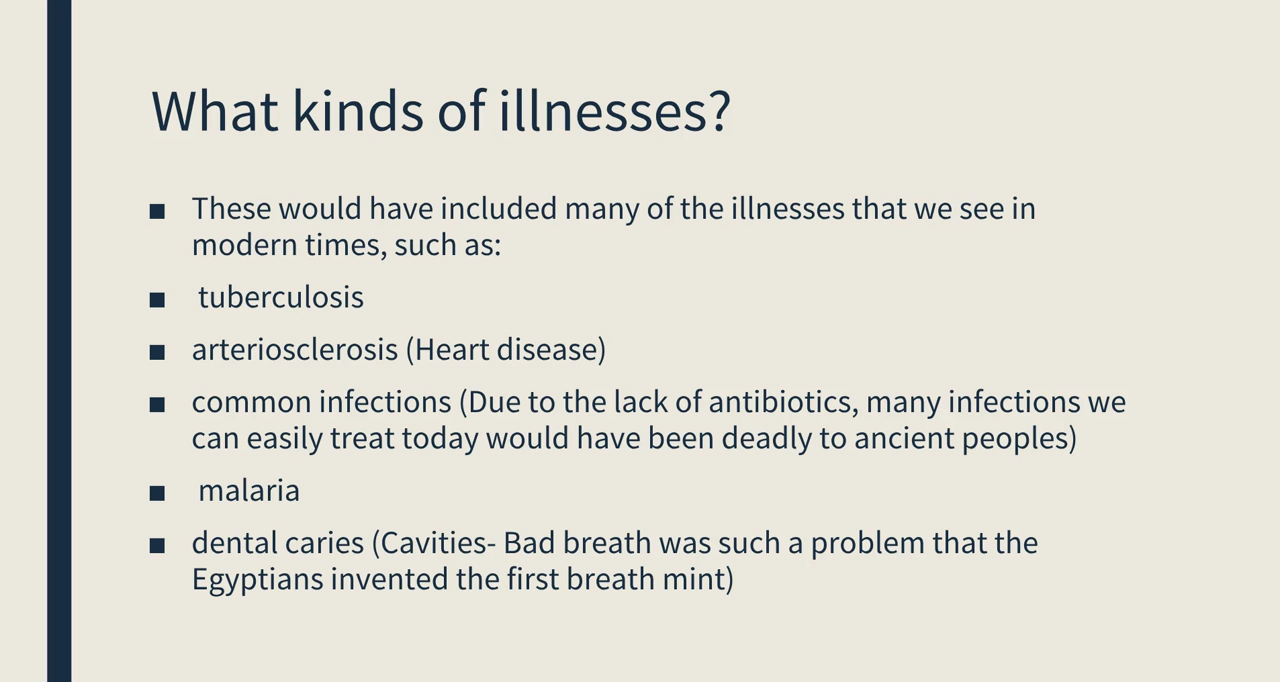 What kinds of illnesses?
■ These would have included many of the illnesses that we see in
modern times, such as:
■ tuberculosis
■ arteriosclerosis (Heart disease)
■ common infections (Due to the lack of antibiotics, many infections we
can easily treat today would have been deadly to ancient peoples)
■ malaria
■ dental caries (Cavities- Bad breath was such a problem that the
Egyptians invented the first breath mint)